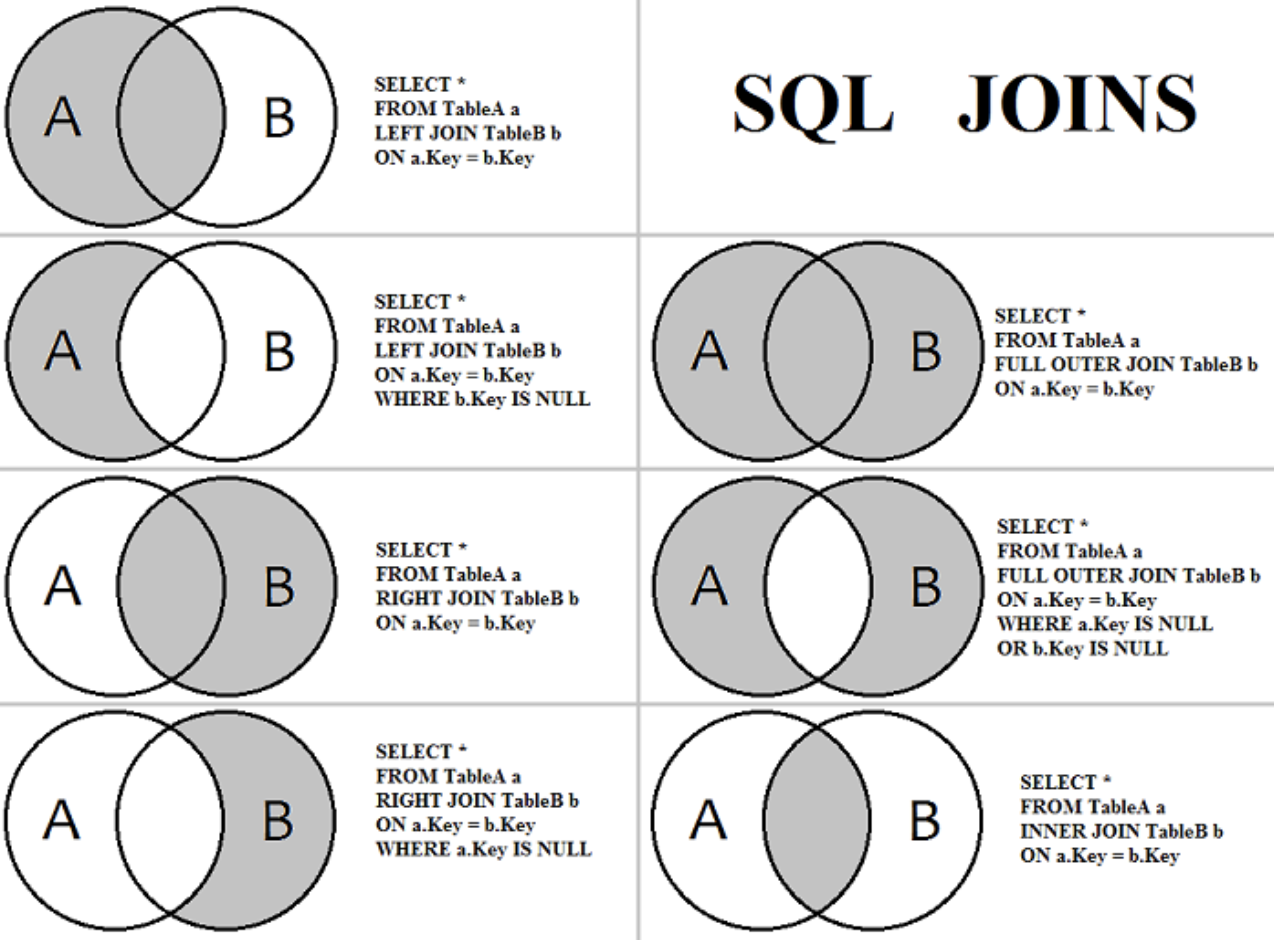 A
B
SELECT *
FROM TableA a
LEFT JOIN TableB b
ON a.Key = b.Key
SQL JOINS
A
B
SELECT *
FROM TableA a
LEFT JOIN TableB b
ON a.Key = b.Key
WHERE b.Key IS NULL
A
B
SELECT *
FROM TableA a
FULL OUTER JOIN TableB b
ON a.Key = b.Key
A
B
SELECT *
FROM TableA a
RIGHT JOIN TableB b
ON a.Key = b.Key
A
B
SELECT *
FROM TableA a
FULL OUTER JOIN TableB b
ON a.Key = b.Key
WHERE a.Key IS NULL
OR b.Key IS NULL
A
B
SELECT *
FROM TableA a
RIGHT JOIN TableB b
ON a.Key = b.Key
WHERE a.Key IS NULL
A
B
SELECT *
FROM TableA a
INNER JOIN TableB b
ON a.Key = b.Key